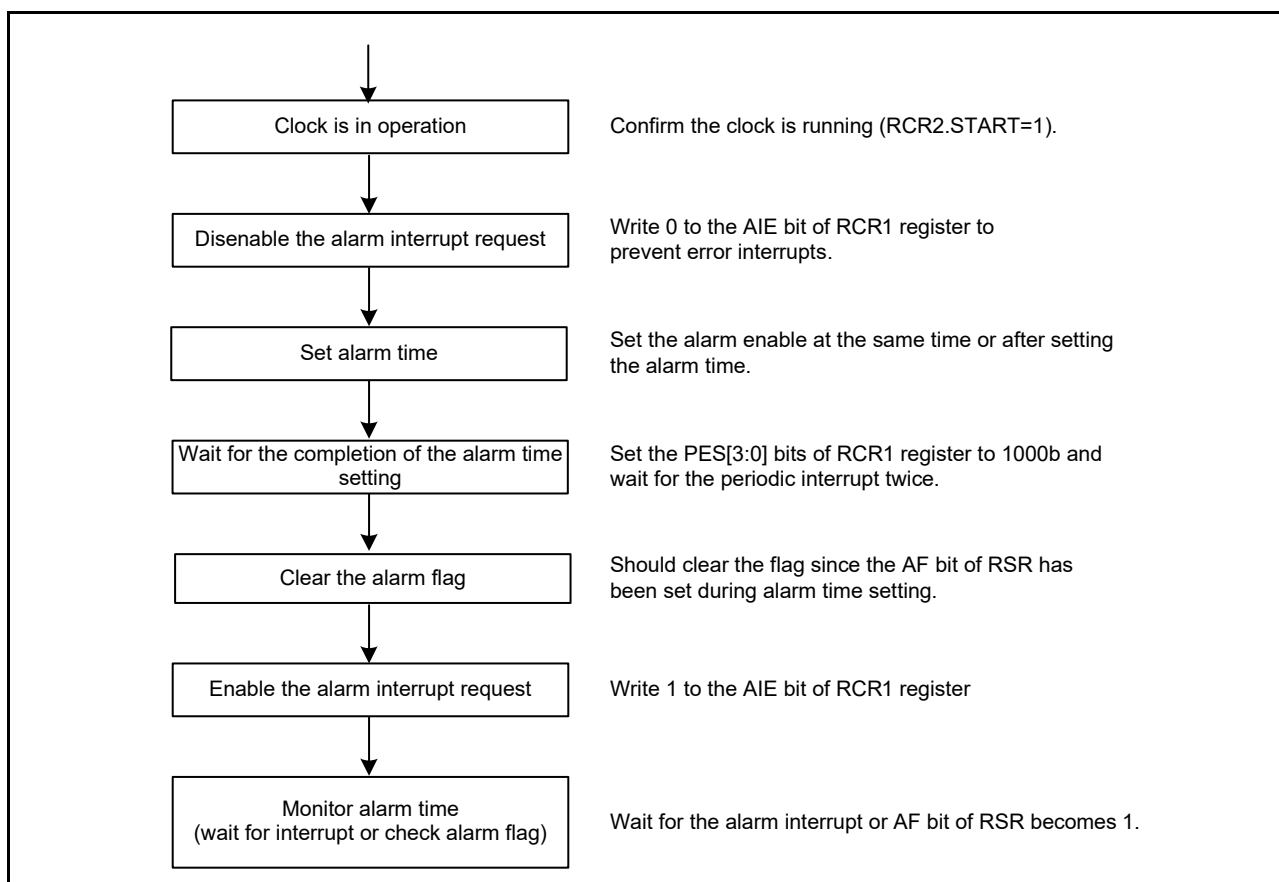 Clock is in operation
Confirm the clock is running (RCR2.START=1).
Disenable the alarm interrupt request
Write 0 to the AIE bit of RCR1 register to
prevent error interrupts.
Set alarm time
Set the alarm enable at the same time or after setting
the alarm time.
Wait for the completion of the alarm time
setting
Set the PES[3:0] bits of RCR1 register to 1000b and
wait for the periodic interrupt twice.
Clear the alarm flag
Should clear the flag since the AF bit of RSR has
been set during alarm time setting.
Enable the alarm interrupt request
Write 1 to the AIE bit of RCR1 register
Monitor alarm time
(wait for interrupt or check alarm flag)
Wait for the alarm interrupt or AF bit of RSR becomes 1.